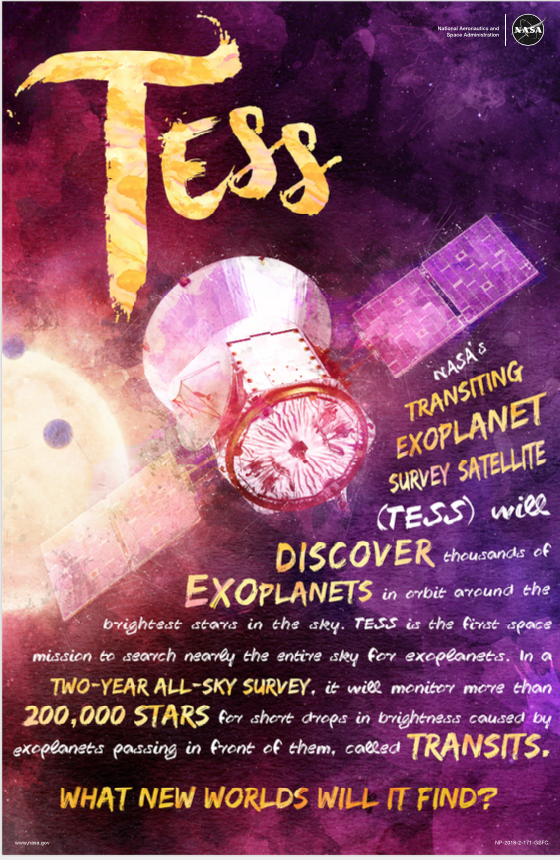 National Aeronautics and
Space Administration
NASA
TESS
NASA's
TRANSITING
EXOPLANET
SURVEY SATELLITE
(TESS) will
DISCOVER thousands of
EXOPLANETS in orbit around the
brightest stars in the sky. TESS is the first space
mission to search nearly the entire sky for exoplanets. In a
TWO-YEAR ALL-SKY SURVEY, it will monitor more than
200,000 STARS for short drops in brightness caused by
exoplanets passing in front of them, called TRANSITS.
WHAT NEW WORLDS WILL IT FIND?
www.nasa.gov
NP-2018-2-171-GSFC